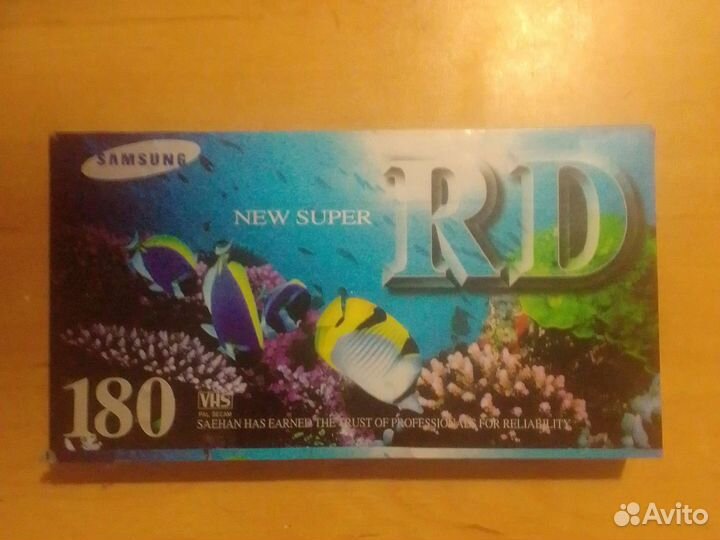 SAMSUNG
NEW SUPER RD
180
VHS
PAL SECAM
SAEHAN HAS EARNED THE TRUST OF PROFESSIONALS FOR RELIABILITY
Avito